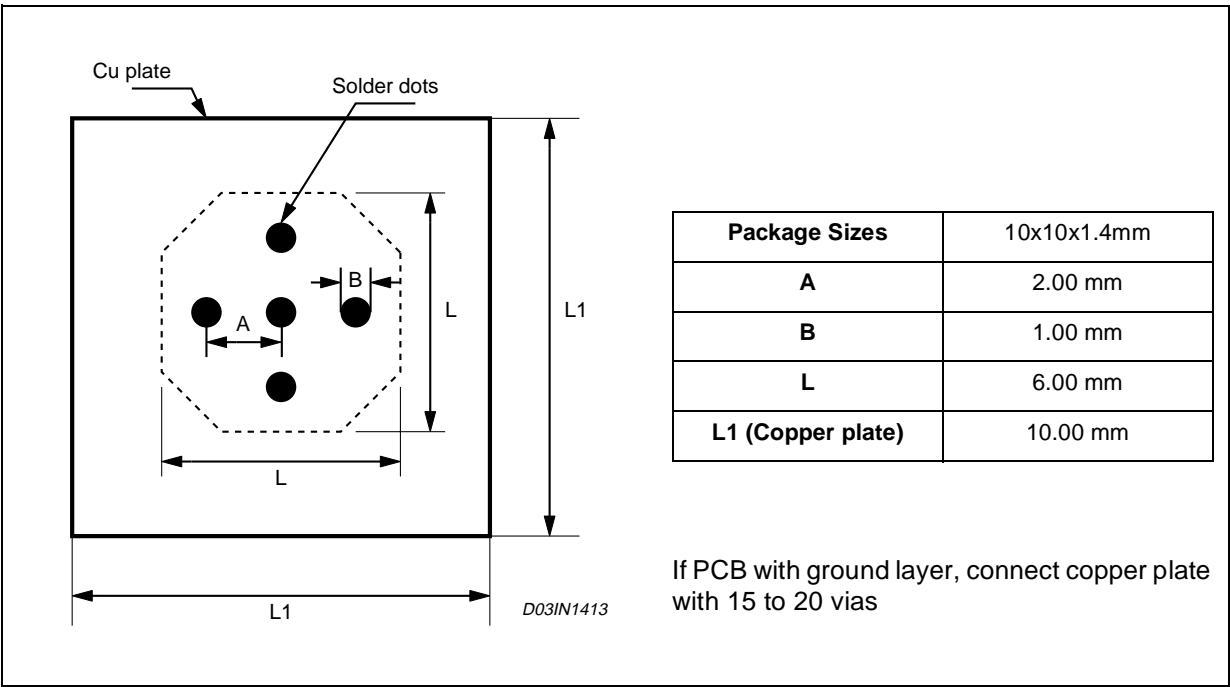 Cu plate
Solder dots
B
A
L
L1
L
L1
D03IN1413
Package Sizes 10x10x1.4mm
A 2.00 mm
B 1.00 mm
L 6.00 mm
L1 (Copper plate) 10.00 mm
If PCB with ground layer, connect copper plate
with 15 to 20 vias